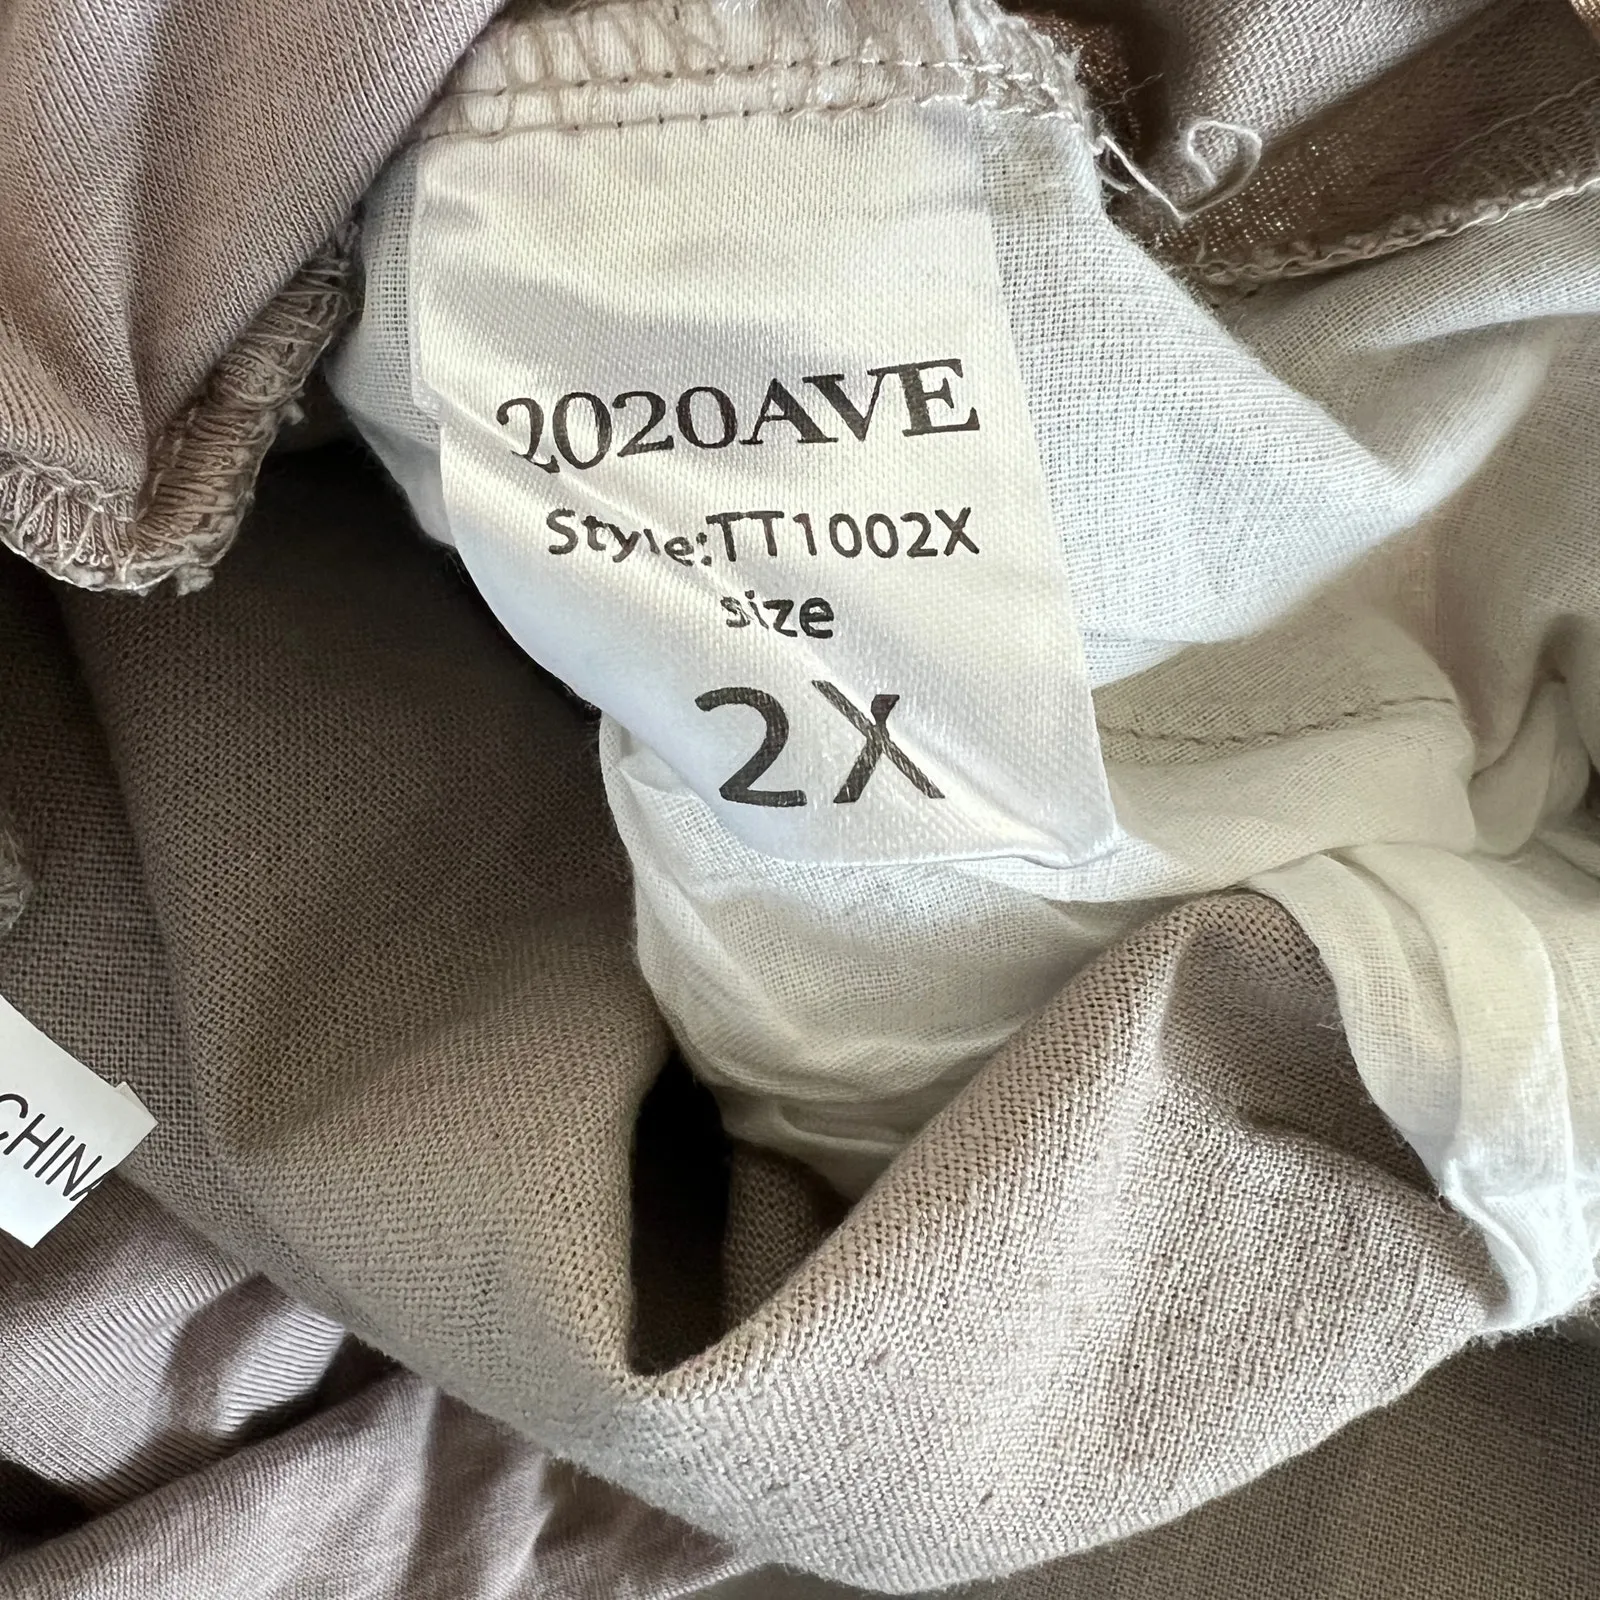 2020AVE
Style:TT1002X
size
2X
CHINA